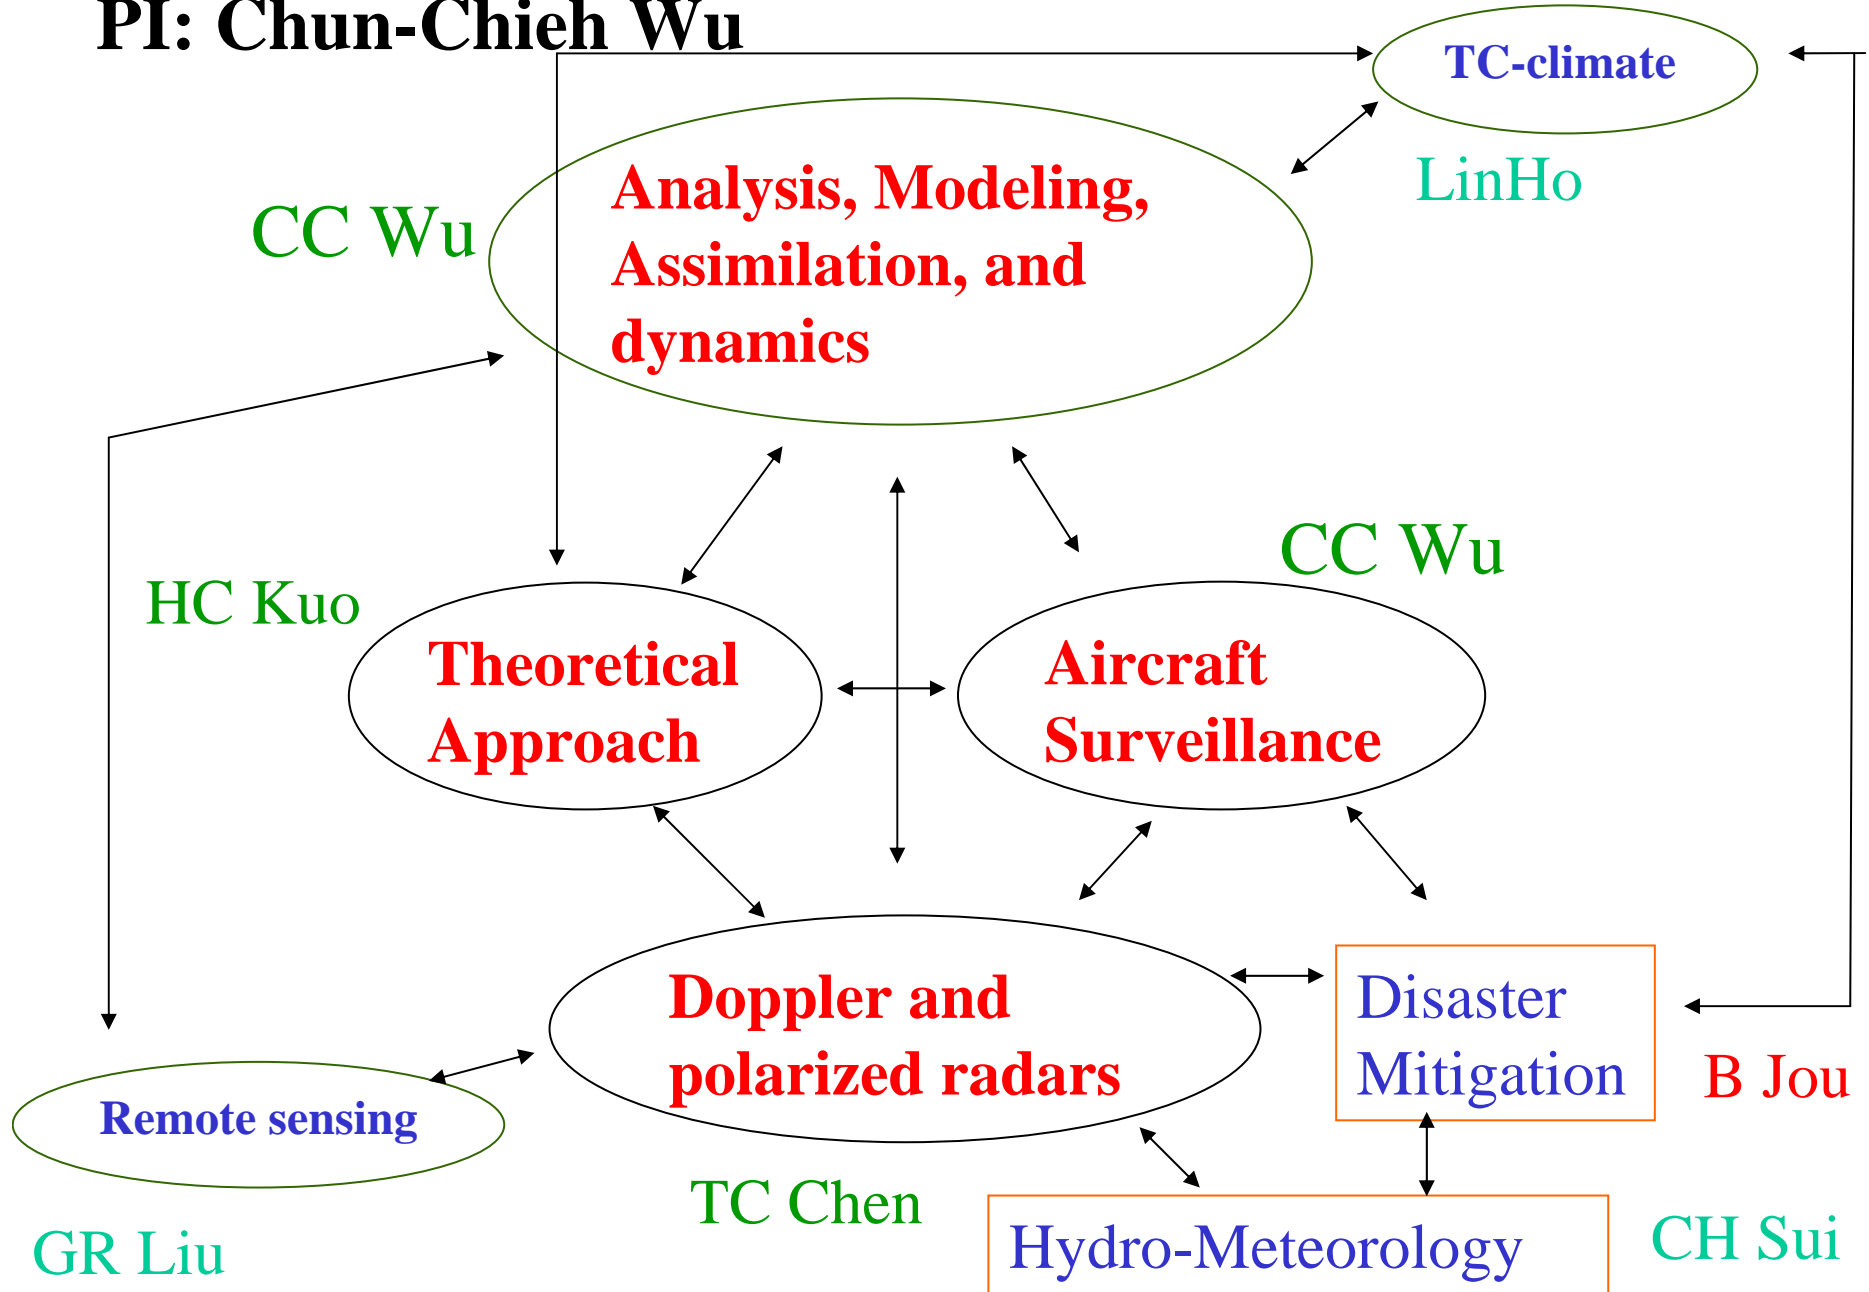 PI: Chun-Chieh Wu
TC-climate
LinHo
CC Wu
Analysis, Modeling,
Assimilation, and
dynamics
CC Wu
HC Kuo
Theoretical
Approach
Aircraft
Surveillance
Doppler and
polarized radars
Disaster
Mitigation
B Jou
Remote sensing
GR Liu
TC Chen
Hydro-Meteorology
CH Sui